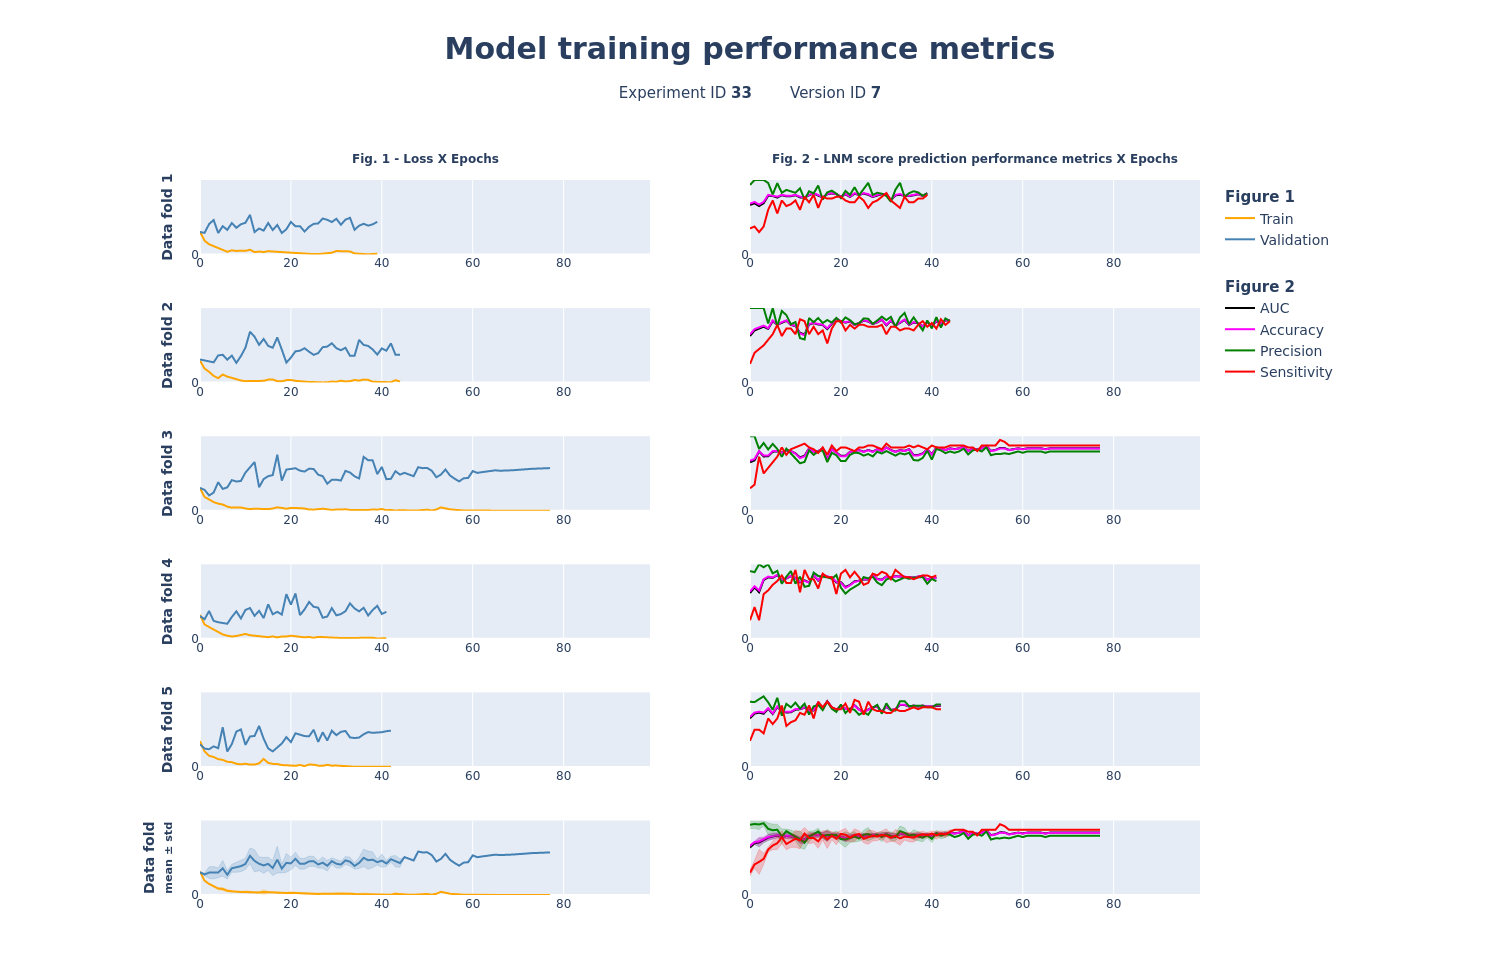 Model training performance metrics
Experiment ID 33 Version ID 7
Fig. 1 - Loss X Epochs
Fig. 2 - LNM score prediction performance metrics X Epochs
Data fold 1
0
0 20 40 60 80
0
0 20 40 60 80
Figure 1
Train
Validation
Figure 2
AUC
Accuracy
Precision
Sensitivity
Data fold 2
0
0 20 40 60 80
0
0 20 40 60 80
Data fold 3
0
0 20 40 60 80
0
0 20 40 60 80
Data fold 4
0
0 20 40 60 80
0
0 20 40 60 80
Data fold 5
0
0 20 40 60 80
0
0 20 40 60 80
Data fold
mean ± std
0
0 20 40 60 80
0
0 20 40 60 80